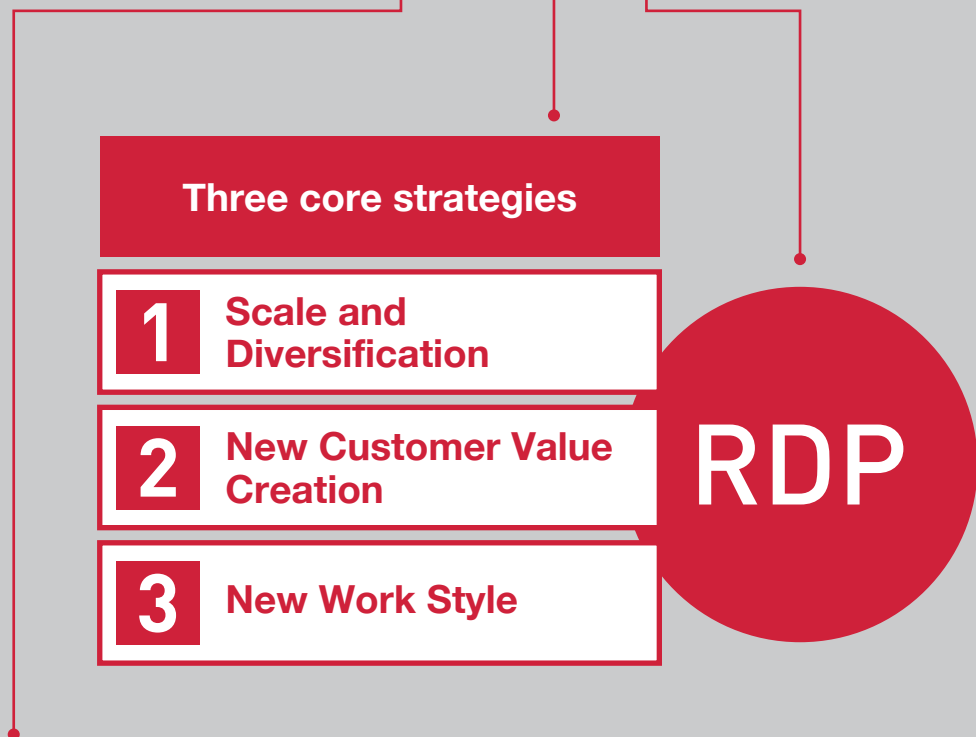 Three core strategies
1
Scale and
Diversification
2
New Customer Value
Creation
3
New Work Style
RDP